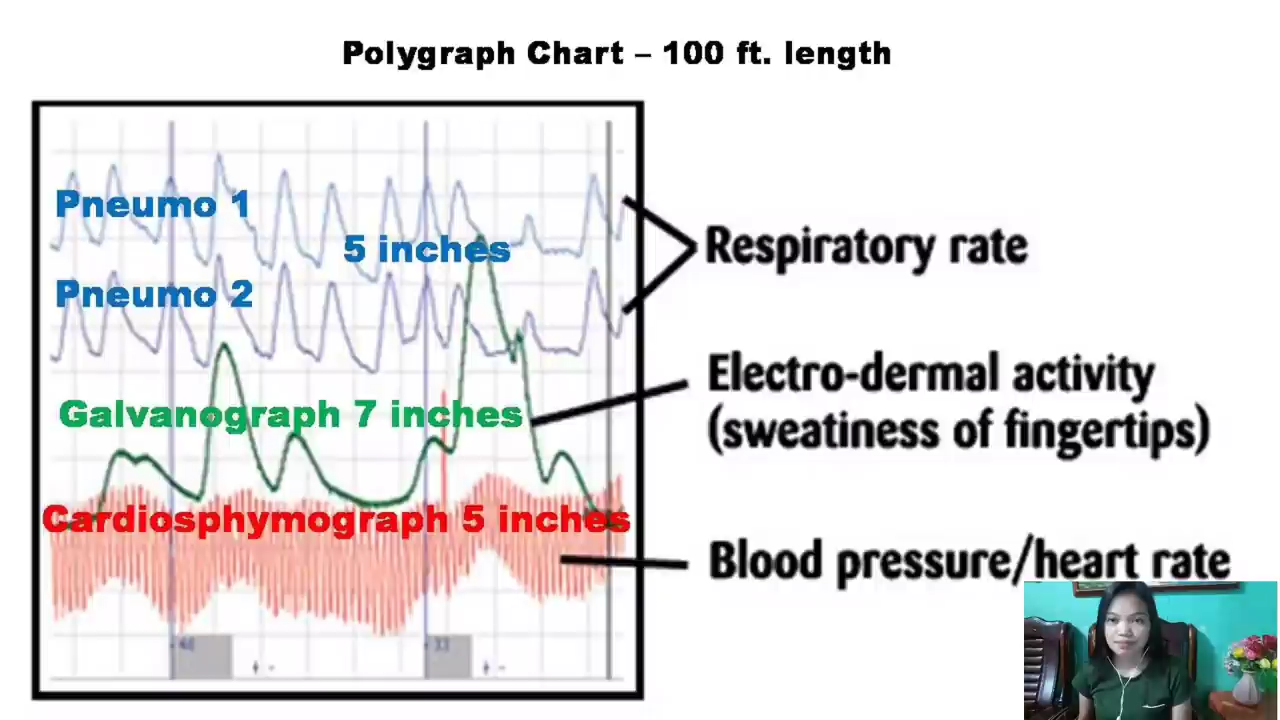 Polygraph Chart – 100 ft. length
Pneumo 1
5 inches
Pneumo 2
Respiratory rate
Galvanograph 7 inches
Electro-dermal activity
(sweatiness of fingertips)
Cardiosphymograph 5 inches
Blood pressure/heart rate